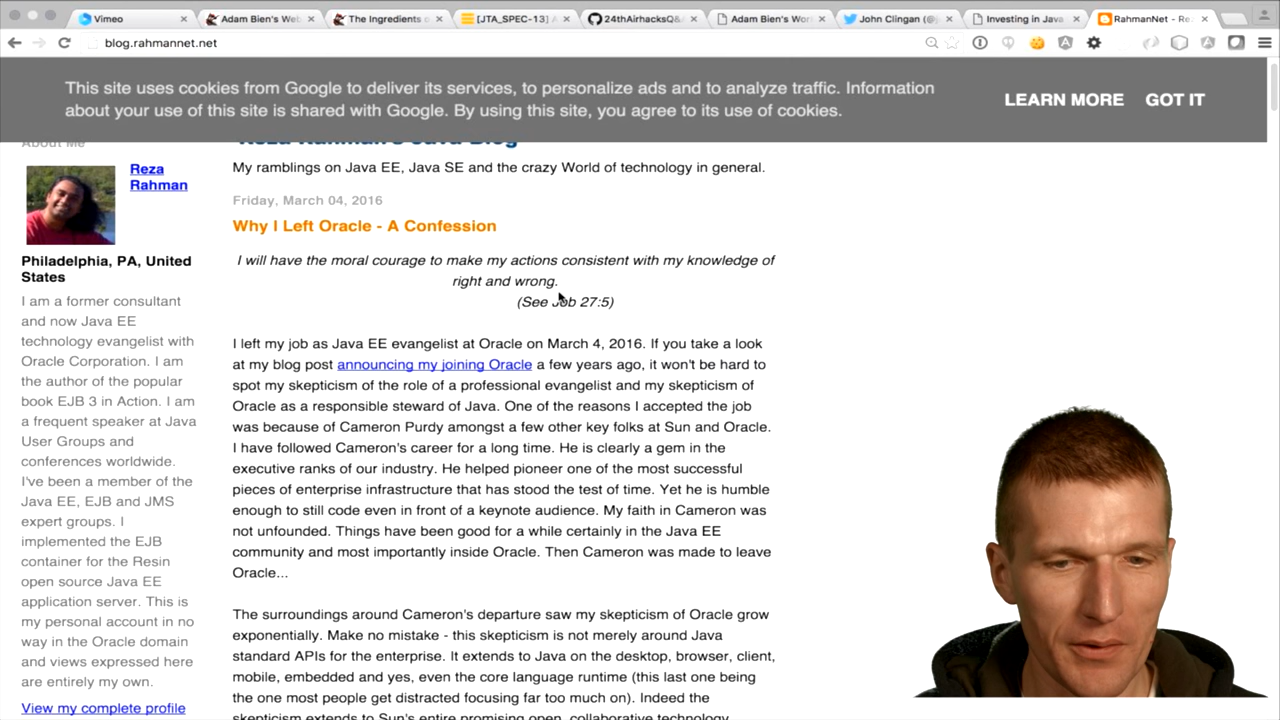 Vimeo
Adam Bien's Web
The Ingredients o
[JTA_SPEC-13] A
24thAirhacksQ&
Adam Bien's Wor
John Clingan (@
Investing in Java
RahmanNet - Re
blog.rahmannet.net
This site uses cookies from Google to deliver its services, to personalize ads and to analyze traffic. Information
about your use of this site is shared with Google. By using this site, you agree to its use of cookies.
LEARN MORE GOT IT
About Me
Reza Rahman's Java Blog
My ramblings on Java EE, Java SE and the crazy World of technology in general.
Reza
Rahman
Philadelphia, PA, United
States
I am a former consultant
and now Java EE
technology evangelist with
Oracle Corporation. I am
the author of the popular
book EJB 3 in Action. I am
a frequent speaker at Java
User Groups and
conferences worldwide.
I've been a member of the
Java EE, EJB and JMS
expert groups. I
implemented the EJB
container for the Resin
open source Java EE
application server. This is
my personal account in no
way in the Oracle domain
and views expressed here
are entirely my own.
View my complete profile
Friday, March 04, 2016
Why I Left Oracle - A Confession
I will have the moral courage to make my actions consistent with my knowledge of
right and wrong.
(See Job 27:5)
I left my job as Java EE evangelist at Oracle on March 4, 2016. If you take a look
at my blog post announcing my joining Oracle a few years ago, it won't be hard to
spot my skepticism of the role of a professional evangelist and my skepticism of
Oracle as a responsible steward of Java. One of the reasons I accepted the job
was because of Cameron Purdy amongst a few other key folks at Sun and Oracle.
I have followed Cameron's career for a long time. He is clearly a gem in the
executive ranks of our industry. He helped pioneer one of the most successful
pieces of enterprise infrastructure that has stood the test of time. Yet he is humble
enough to still code even in front of a keynote audience. My faith in Cameron was
not unfounded. Things have been good for a while certainly in the Java EE
community and most importantly inside Oracle. Then Cameron was made to leave
Oracle...
The surroundings around Cameron's departure saw my skepticism of Oracle grow
exponentially. Make no mistake - this skepticism is not merely around Java
standard APIs for the enterprise. It extends to Java on the desktop, browser, client,
mobile, embedded and yes, even the core language runtime (this last one being
the one most people get distracted focusing far too much on). Indeed the
skepticism extends to Sun's entire promising open, collaborative technology